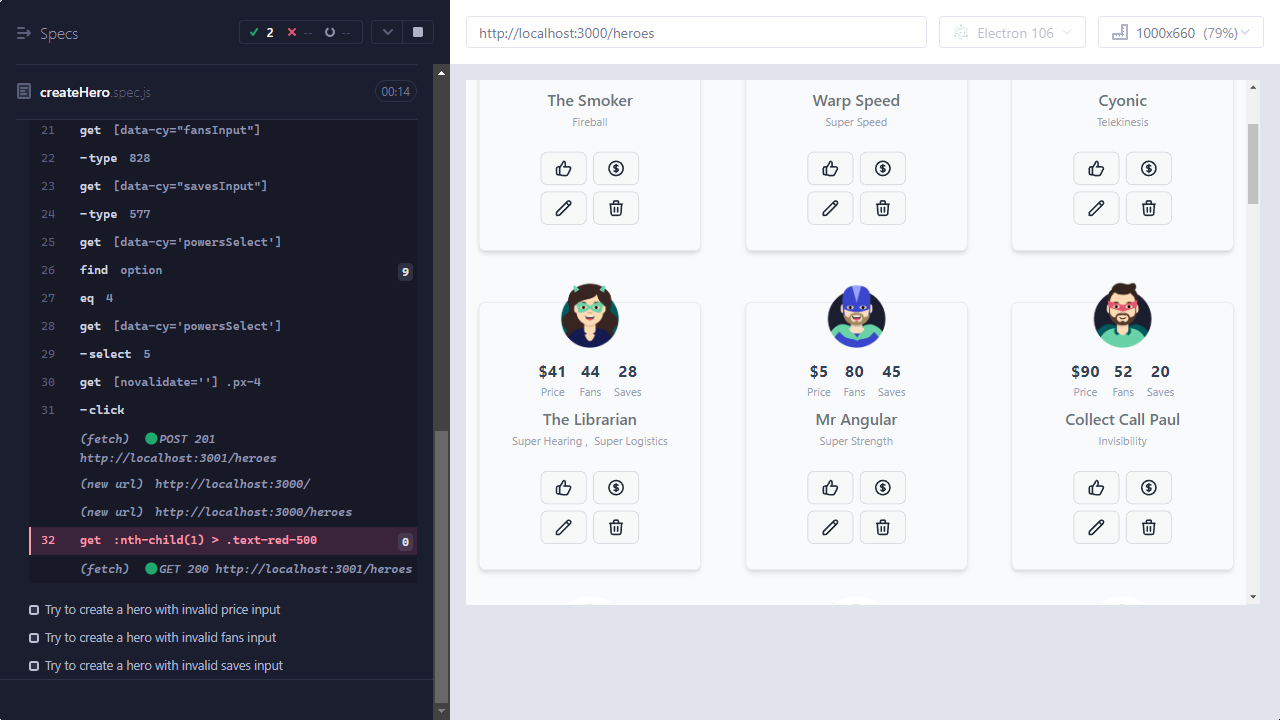 Specs
2 -- --
createHero.spec.js 00:14
21 get [data-cy="fansInput"]
22 -type 828
23 get [data-cy="savesInput"]
24 -type 577
25 get [data-cy='powersSelect']
26 find option 9
27 eq 4
28 get [data-cy='powersSelect']
29 -select 5
30 get [novalidate=''] .px-4
31 -click
(fetch) POST 201
http://localhost:3001/heroes
(new url) http://localhost:3000/
(new url) http://localhost:3000/heroes
32 get :nth-child(1) > .text-red-500 0
(fetch) GET 200 http://localhost:3001/heroes
Try to create a hero with invalid price input
Try to create a hero with invalid fans input
Try to create a hero with invalid saves input
http://localhost:3000/heroes
Electron 106
1000x660 (79%)
The Smoker
Fireball
Warp Speed
Super Speed
Cyonic
Telekinesis
$41 44 28
Price Fans Saves
The Librarian
Super Hearing , Super Logistics
$5 80 45
Price Fans Saves
Mr Angular
Super Strength
$90 52 20
Price Fans Saves
Collect Call Paul
Invisibility